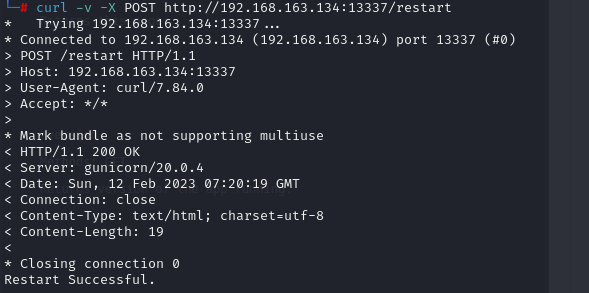 └─# curl -v -X POST http://192.168.163.134:13337/restart
*   Trying 192.168.163.134:13337...
* Connected to 192.168.163.134 (192.168.163.134) port 13337 (#0)
> POST /restart HTTP/1.1
> Host: 192.168.163.134:13337
> User-Agent: curl/7.84.0
> Accept: */*
>
* Mark bundle as not supporting multiuse
< HTTP/1.1 200 OK
< Server: gunicorn/20.0.4
< Date: Sun, 12 Feb 2023 07:20:19 GMT
< Connection: close
< Content-Type: text/html; charset=utf-8
< Content-Length: 19
<
* Closing connection 0
Restart Successful.